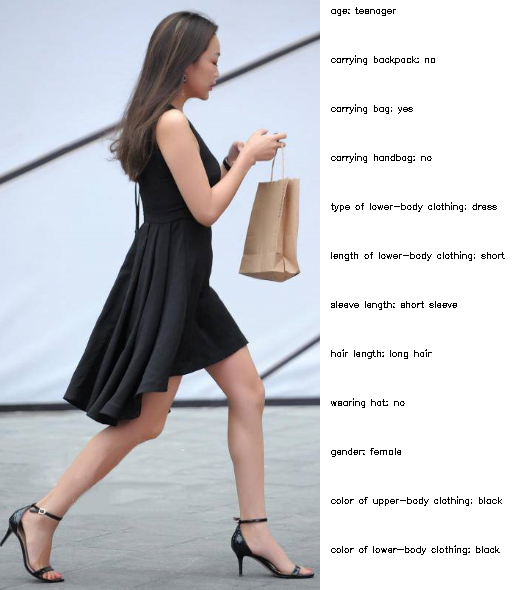 age: teenager
carrying backpack: no
carrying bag: yes
carrying handbag: no
type of lower-body clothing: dress
length of lower-body clothing: short
sleeve length: short sleeve
hair length: long hair
wearing hat: no
gender: female
color of upper-body clothing: black
color of lower-body clothing: black